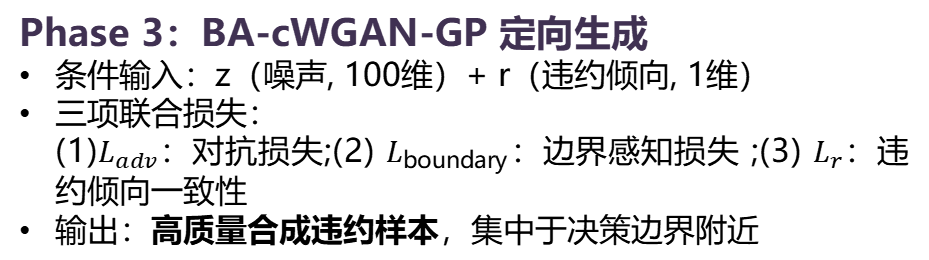 Phase 3：BA-cWGAN-GP 定向生成
• 条件输入：z（噪声, 100维）+ r（违约倾向, 1维）
• 三项联合损失：
(1)𝐿𝑎𝑑𝑣：对抗损失;(2) 𝐿boundary：边界感知损失 ;(3) 𝐿𝑟：违
约倾向一致性
• 输出：高质量合成违约样本，集中于决策边界附近